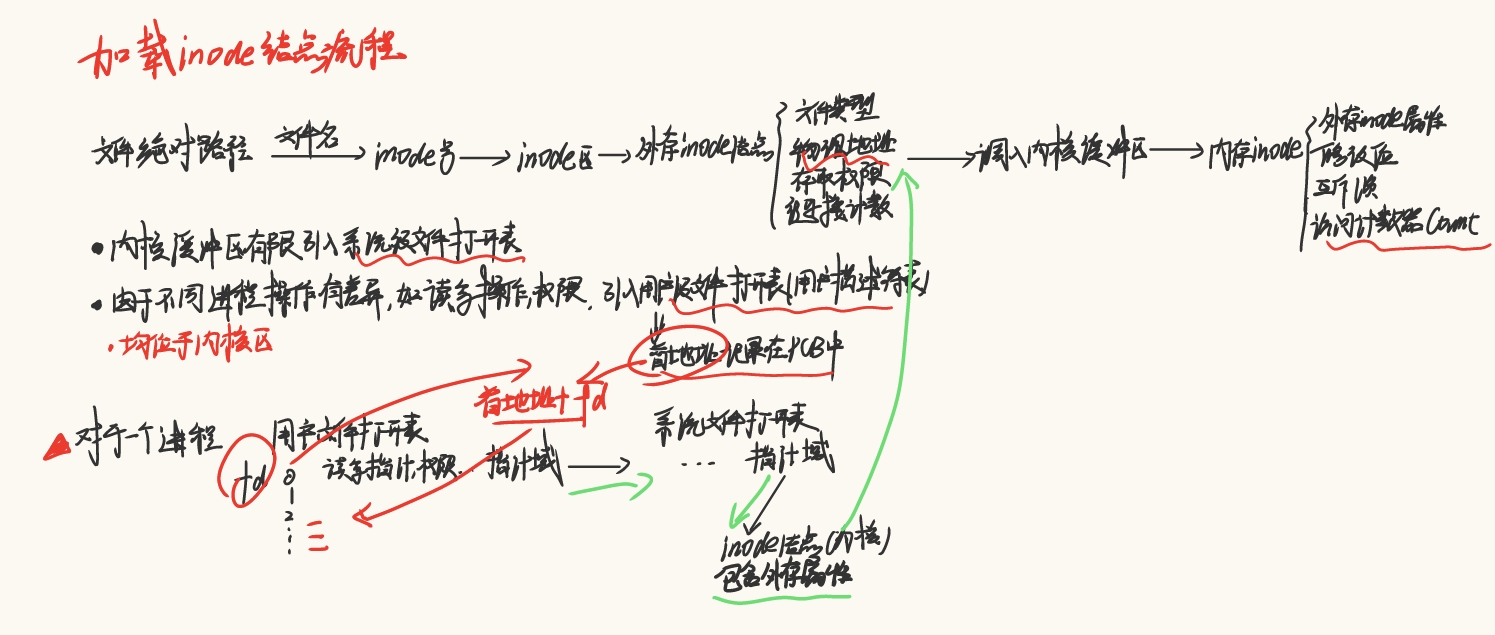 加载inode结点流程
文件绝对路径 文件名 inode号 inode区 外存inode结点 文件类型 物理地址 存取权限 链接计数 调入内核缓冲区 内存inode 外存inode属性 修改位 互斥 访问计数器Count
• 内核缓冲区有限引入系统级文件打开表
• 由于不同进程操作有差异,如读写操作,权限,引入用户级文件打开表(用户描述符表)
• 均位于内核区
首地址记录在PCB中
首地址+fd
对于一个进程
用户文件打开表
fd
读写指针,权限… 指针域
0
1
2
⋮
系统文件打开表
… 指针域
inode结点(内核)
包含外存属性